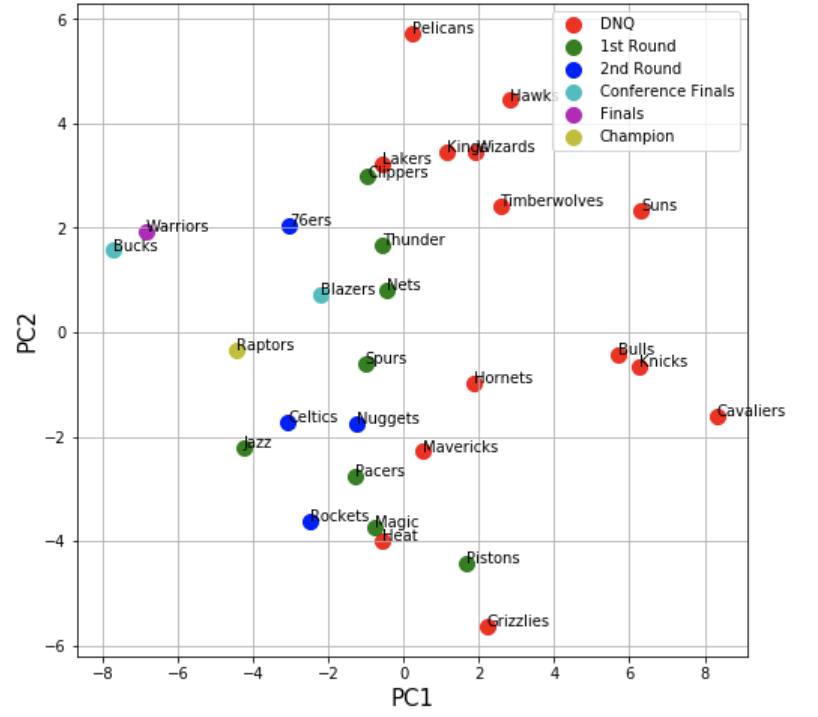 6
Pelicans
DNQ
1st Round
2nd Round
Conference Finals
Finals
Champion
Hawks
4
Kings
Wizards
Lakers
Clippers
Timberwolves
Suns
2
76ers
Warriors
Thunder
Bucks
Nets
Blazers
0
Raptors
Bulls
Spurs
Knicks
Hornets
Cavaliers
Celtics
Nuggets
−2
Jazz
Mavericks
Pacers
Rockets
Magic
−4
Heat
Pistons
Grizzlies
−6
−8 −6 −4 −2 0 2 4 6 8
PC1
PC2